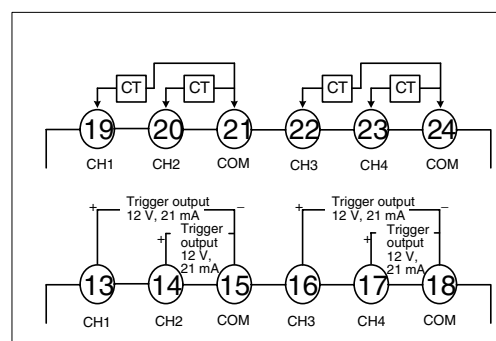 CT CT CT CT
19 20 21 22 23 24
CH1 CH2 COM CH3 CH4 COM
+ Trigger output − + Trigger output −
12 V, 21 mA 12 V, 21 mA
+ Trigger + Trigger
output output
12 V, 12 V,
21 mA 21 mA
13 14 15 16 17 18
CH1 CH2 COM CH3 CH4 COM